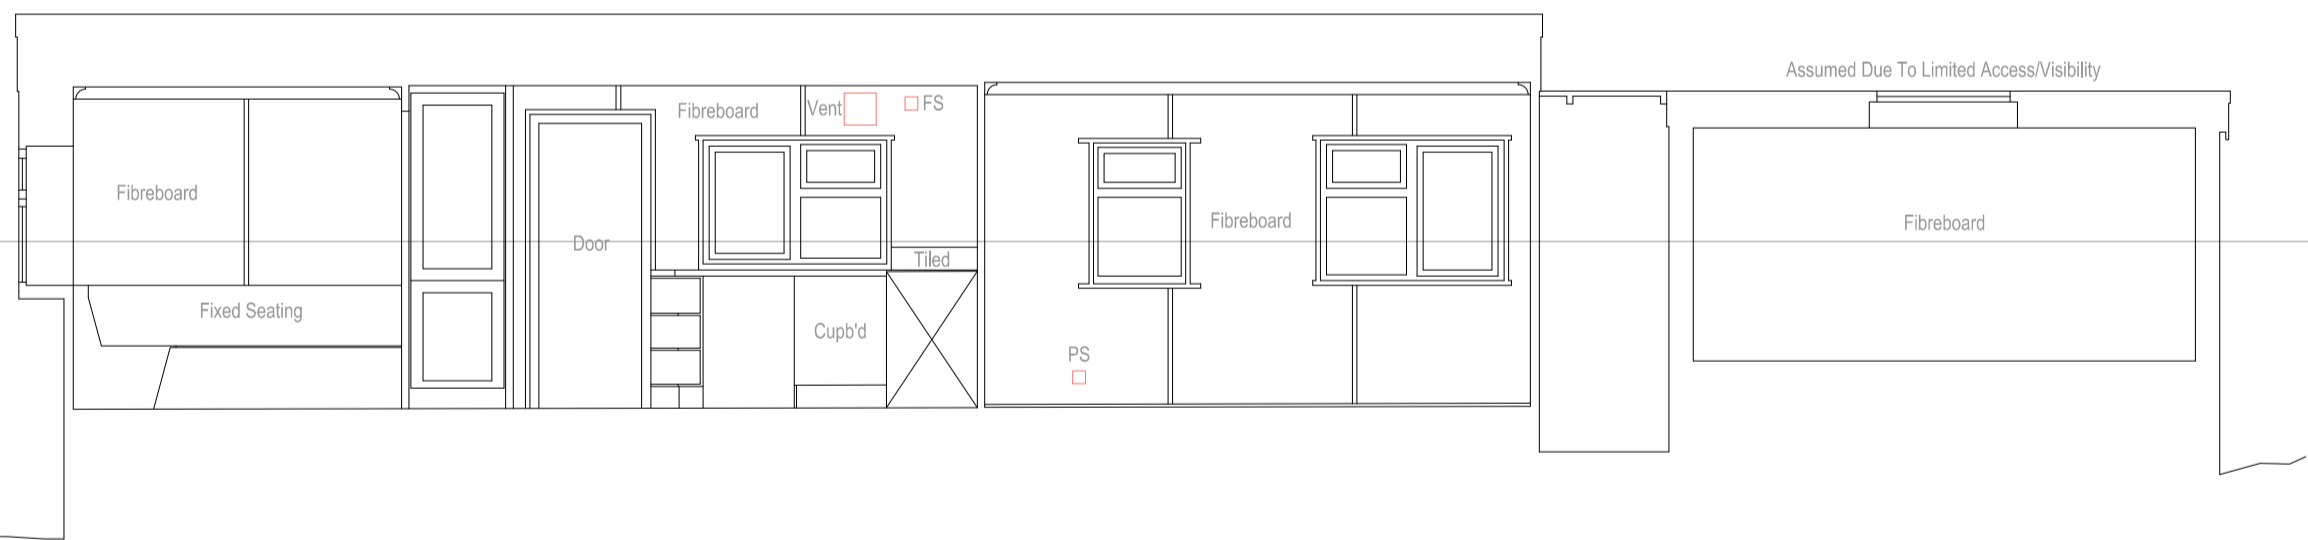 Assumed Due To Limited Access/Visibility
Fibreboard
Vent
FS
Fibreboard
Fibreboard
Fibreboard
Door
Tiled
Fixed Seating
Cupb'd
PS